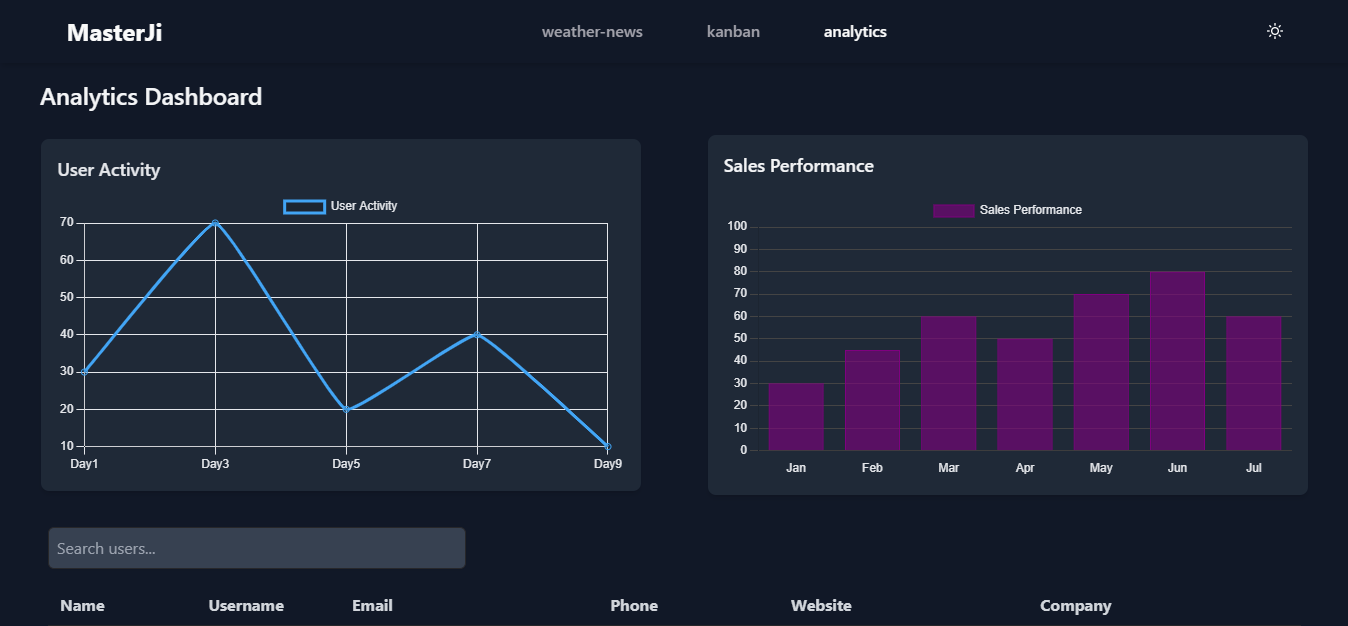 MasterJi weather-news kanban analytics
Analytics Dashboard
User Activity
User Activity
70
60
50
40
30
20
10
Day1 Day3 Day5 Day7 Day9
Sales Performance
Sales Performance
100
90
80
70
60
50
40
30
20
10
0
Jan Feb Mar Apr May Jun Jul
Search users...
Name Username Email Phone Website Company